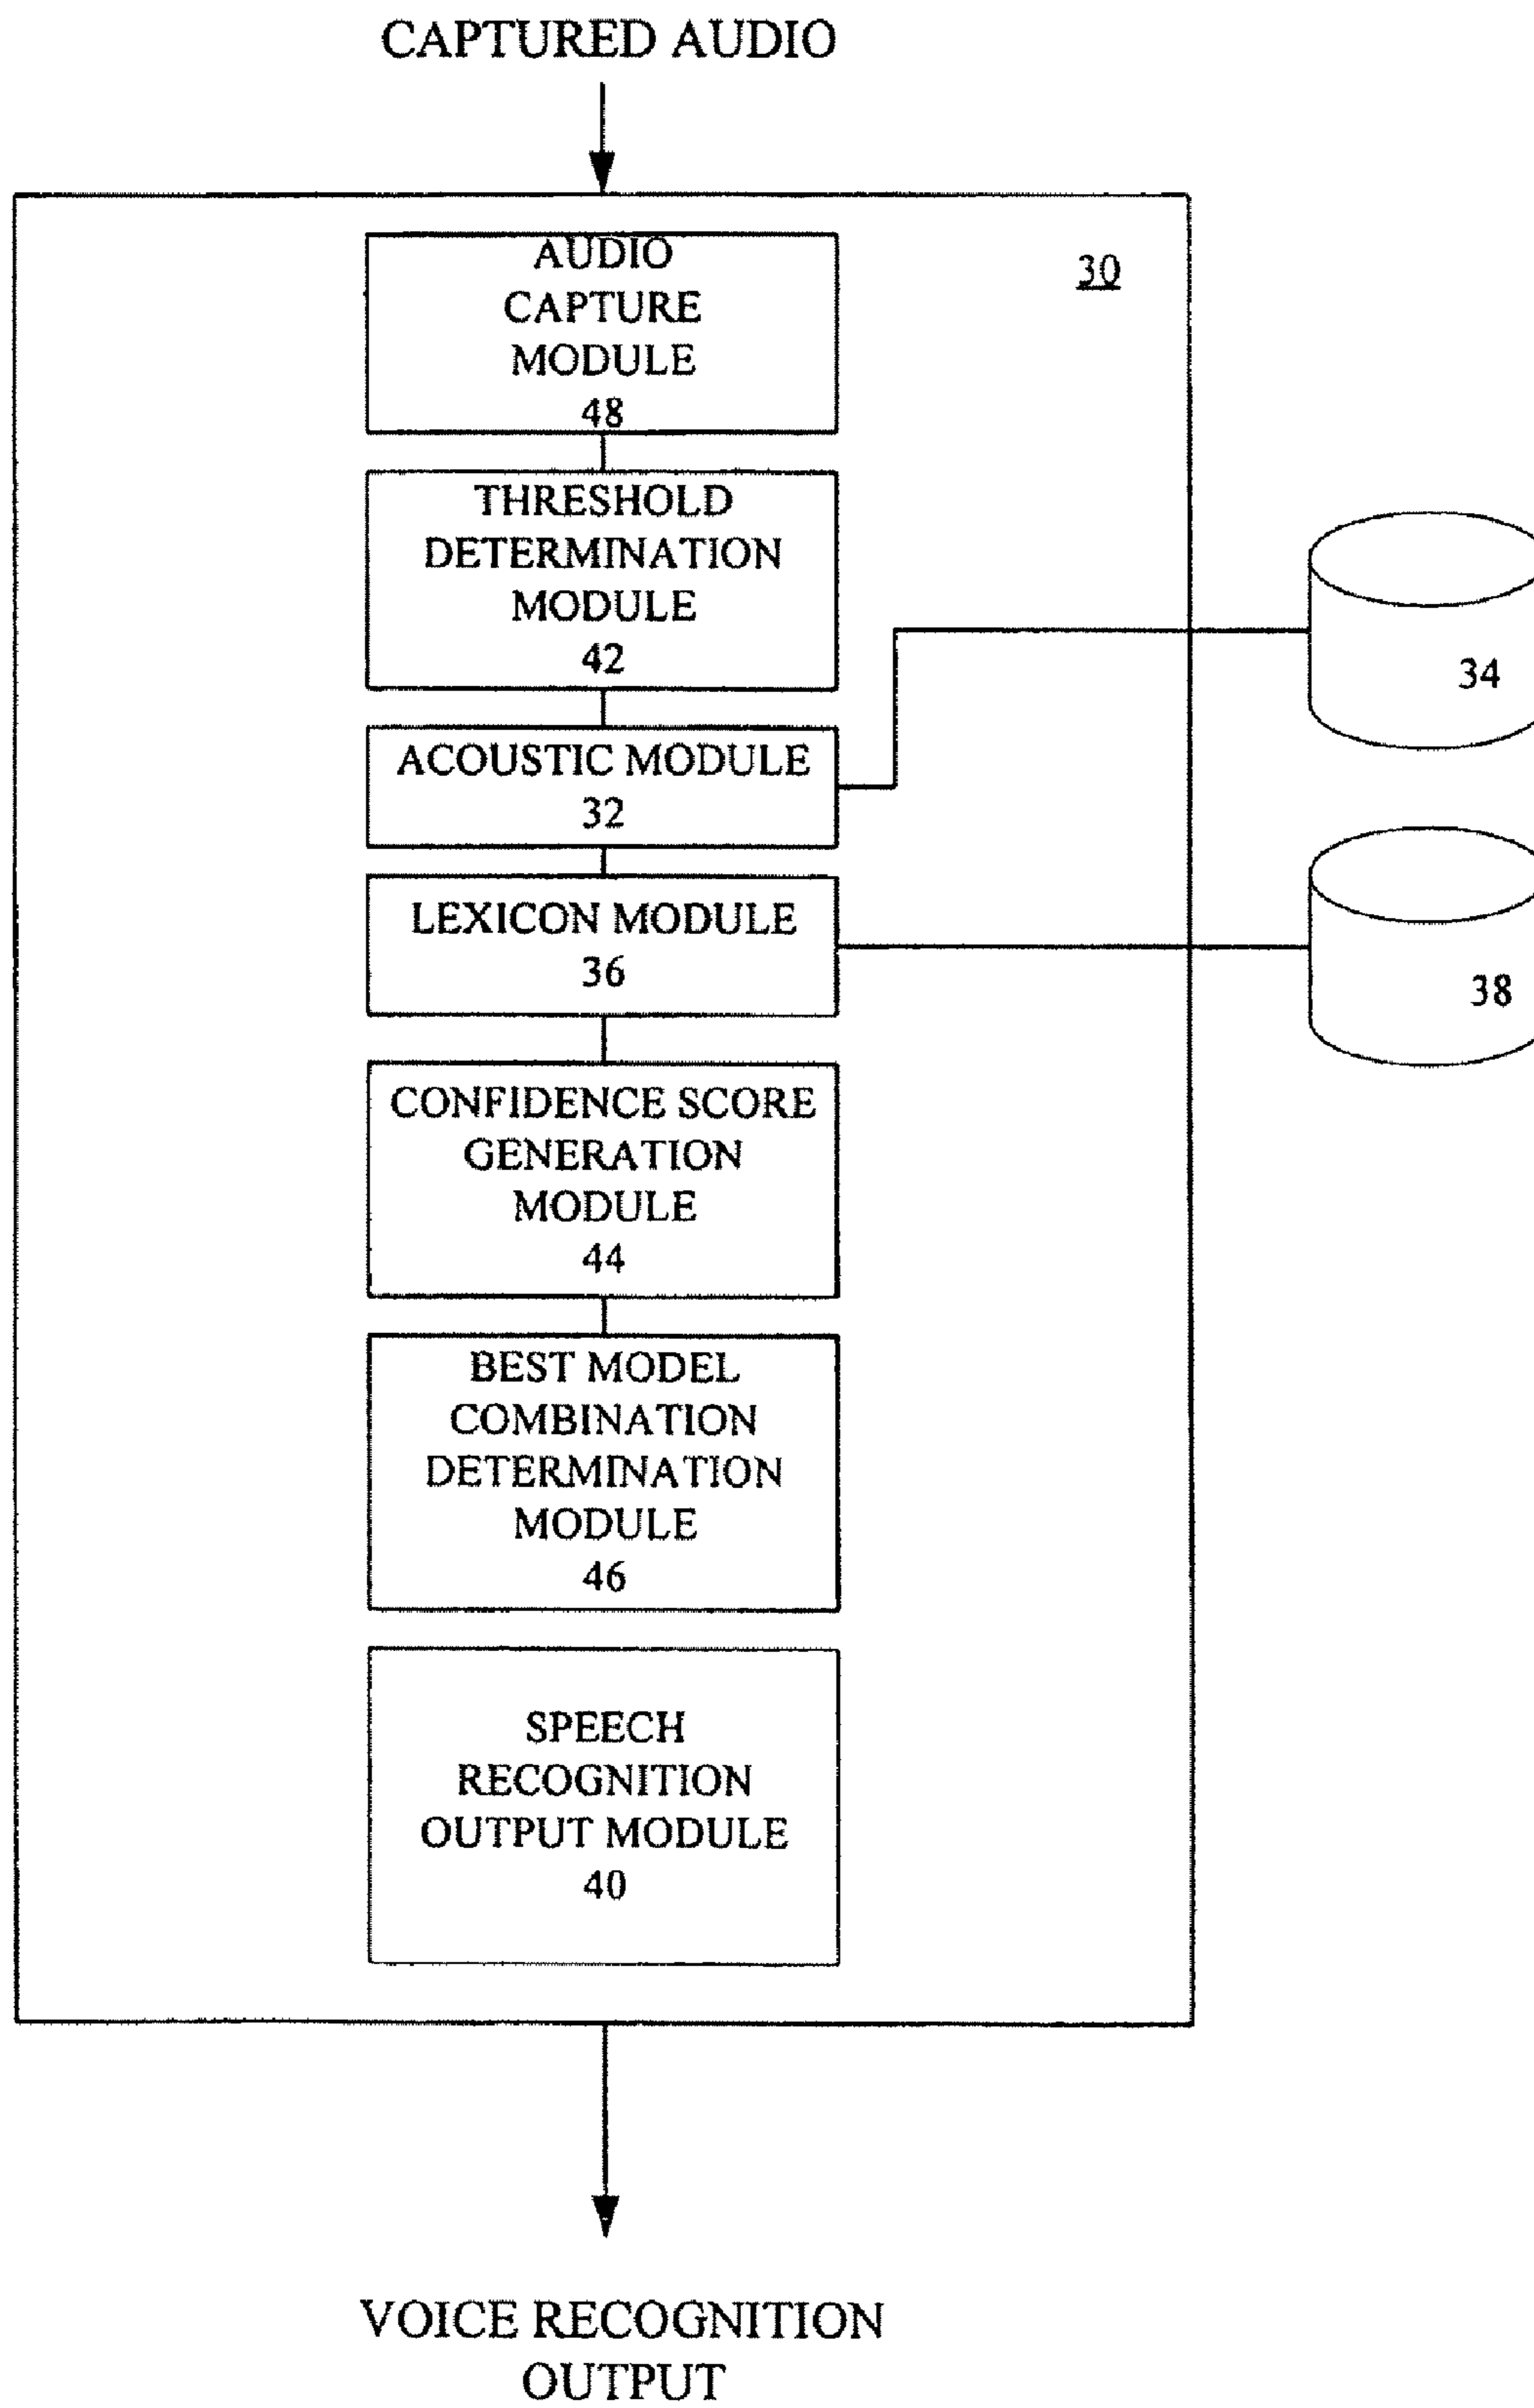 CAPTURED AUDIO
30
AUDIO
CAPTURE
MODULE
48
THRESHOLD
DETERMINATION
MODULE
42
34
ACOUSTIC MODULE
32
LEXICON MODULE
36
38
CONFIDENCE SCORE
GENERATION
MODULE
44
BEST MODEL
COMBINATION
DETERMINATION
MODULE
46
SPEECH
RECOGNITION
OUTPUT MODULE
40
VOICE RECOGNITION
OUTPUT